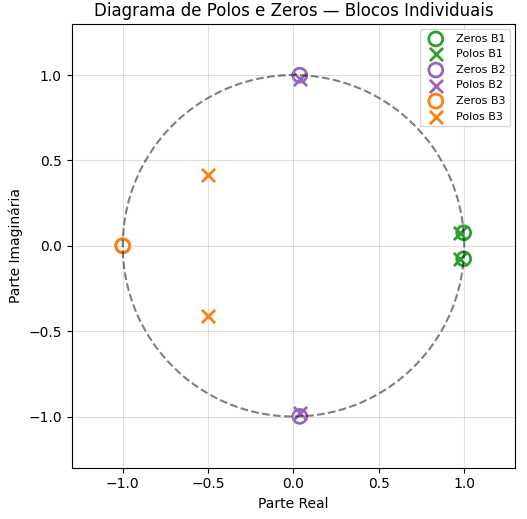 Diagrama de Polos e Zeros — Blocos Individuais
Zeros B1
Polos B1
Zeros B2
Polos B2
Zeros B3
Polos B3
1.0
0.5
0.0
−0.5
−1.0
Parte Imaginária
−1.0 −0.5 0.0 0.5 1.0
Parte Real